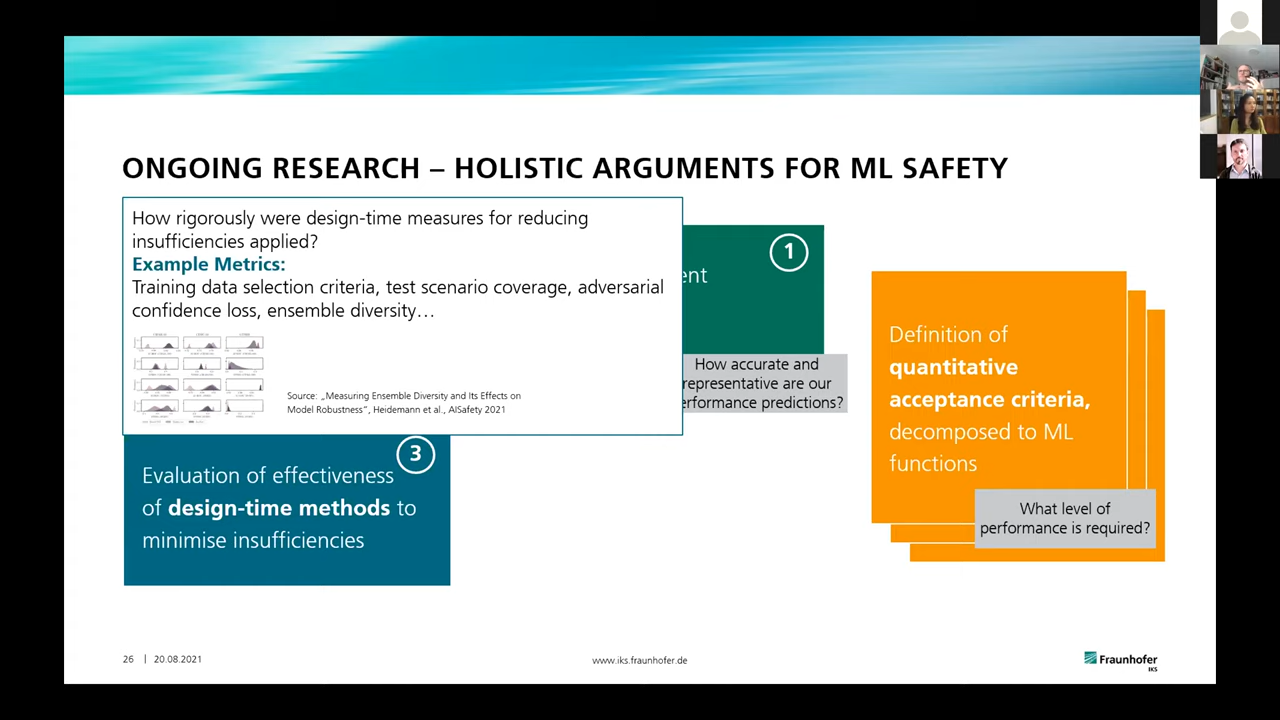 ONGOING RESEARCH – HOLISTIC ARGUMENTS FOR ML SAFETY
How rigorously were design-time measures for reducing
insufficiencies applied?
Example Metrics:
Training data selection criteria, test scenario coverage, adversarial
confidence loss, ensemble diversity…
Source: „Measuring Ensemble Diversity and Its Effects on
Model Robustness“, Heidemann et al., AISafety 2021
1
ent
How accurate and
representative are our
erformance predictions?
Definition of
quantitative
acceptance criteria,
decomposed to ML
functions
What level of
performance is required?
3
Evaluation of effectiveness
of design-time methods to
minimise insufficiencies
26 | 20.08.2021
www.iks.fraunhofer.de
Fraunhofer
IKS